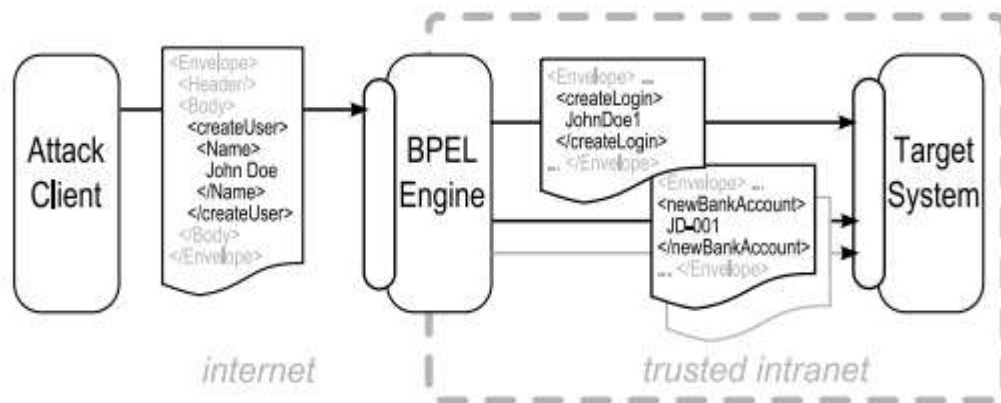 Attack
Client
<Envelope>
<Header/>
<Body>
<createUser>
<Name>
John Doe
</Name>
</createUser>
</Body>
</Envelope>
BPEL
Engine
<Envelope> ...
<createLogin>
JohnDoe1
</createLogin>
... </Envelope>
<Envelope> ...
<newBankAccount>
JD-001
</newBankAccount>
... </Envelope>
Target
System
internet
trusted intranet